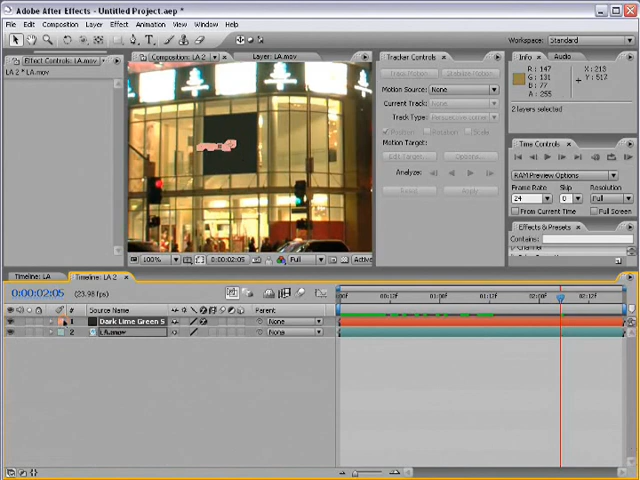 Adobe After Effects - Untitled Project.aep *
File Edit Composition Layer Effect Animation View Window Help
Workspace: Standard
Effect Controls: LA.mov
LA 2 * LA.mov
Composition: LA 2
Layer: LA.mov
Tracker Controls
Track Motion Stabilize Motion
Motion Source: None
Current Track:
Track Type: Perspective corner
Position Rotation Scale
Motion Target:
Edit Target... Options...
Analyze:
Reset Apply
Info Audio
R: 147
G: 131
B: 77
A: 255
X: 213
Y: 517
2 layers selected
Time Controls
RAM Preview Options
Frame Rate Skip Resolution
24 0 Full
From Current Time Full Screen
Effects & Presets
Contains:
100% 0:00:02:05 Full Active
Timeline: LA Timeline: LA 2
0:00:02:05 (23.98 fps)
00f 00:12f 01:00f 01:12f 02:00f 02:12f
# Source Name Parent
1 Dark Lime Green S None
2 LA.mov None